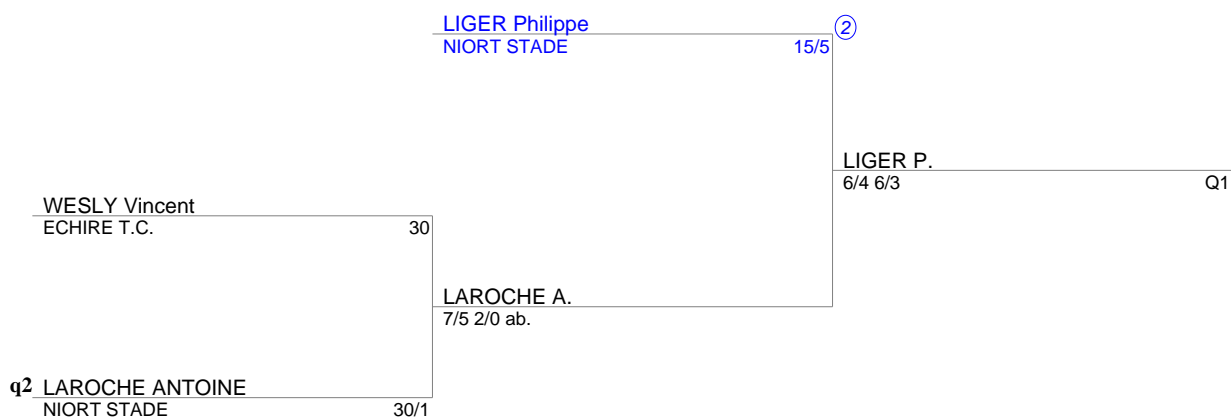 LIGER Philippe 2
NIORT STADE 15/5
LIGER P.
6/4 6/3 Q1
WESLY Vincent
ECHIRE T.C. 30
LAROCHE A.
7/5 2/0 ab.
q2 LAROCHE ANTOINE
NIORT STADE 30/1